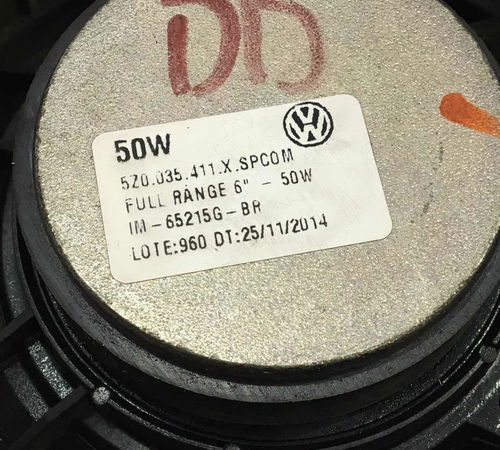 DD
50W
5Z0.035.411.X.SPCOM
FULL RANGE 6" - 50W
IM-65215G-BR
LOTE:960 DT:25/11/2014